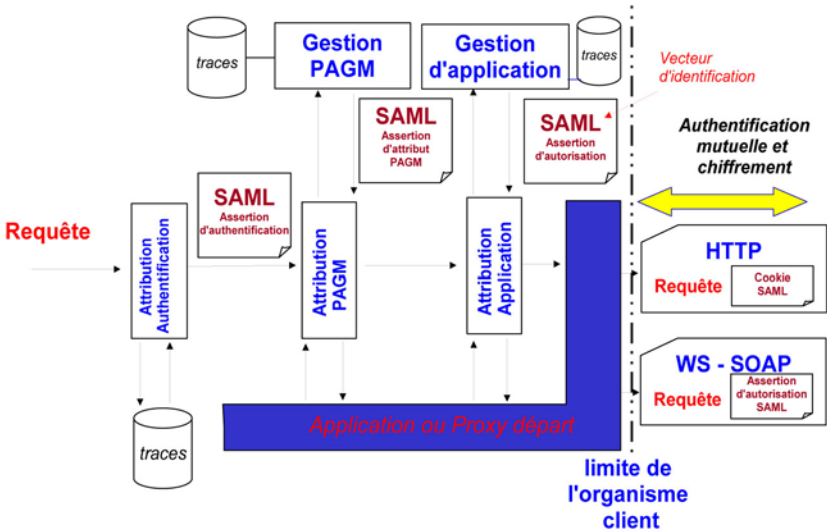 traces
Gestion
PAGM
Gestion
d'application
traces
Vecteur
d'identification
SAML
Assertion
d'attribut
PAGM
SAML
Assertion
d'autorisation
Authentification
mutuelle et
chiffrement
SAML
Assertion
d'authentification
Requête
Attribution
Authentification
Attribution
PAGM
Attribution
Application
HTTP
Requête
Cookie
SAML
WS - SOAP
Requête
Assertion
d'autorisation
SAML
Application ou Proxy départ
traces
limite de
l'organisme
client